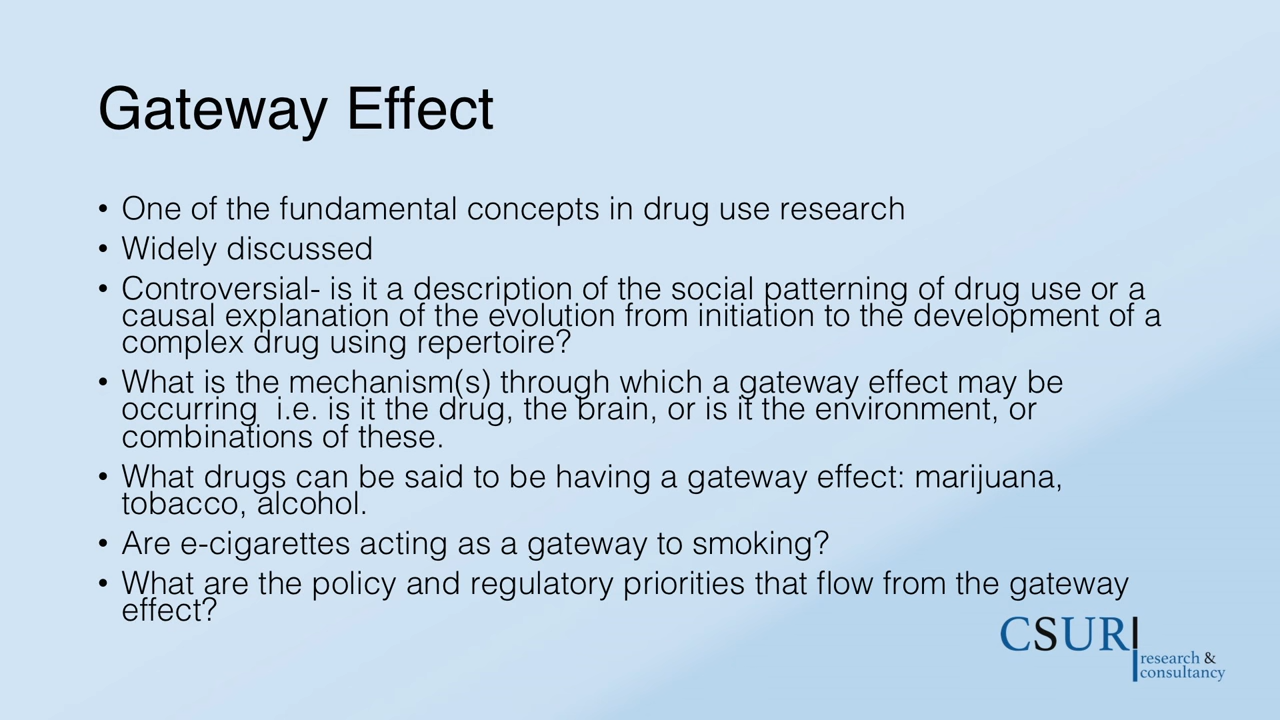 Gateway Effect
• One of the fundamental concepts in drug use research
• Widely discussed
• Controversial- is it a description of the social patterning of drug use or a
causal explanation of the evolution from initiation to the development of a
complex drug using repertoire?
• What is the mechanism(s) through which a gateway effect may be
occurring  i.e. is it the drug, the brain, or is it the environment, or
combinations of these.
• What drugs can be said to be having a gateway effect: marijuana,
tobacco, alcohol.
• Are e-cigarettes acting as a gateway to smoking?
• What are the policy and regulatory priorities that flow from the gateway
effect?
CSUR
research &
consultancy